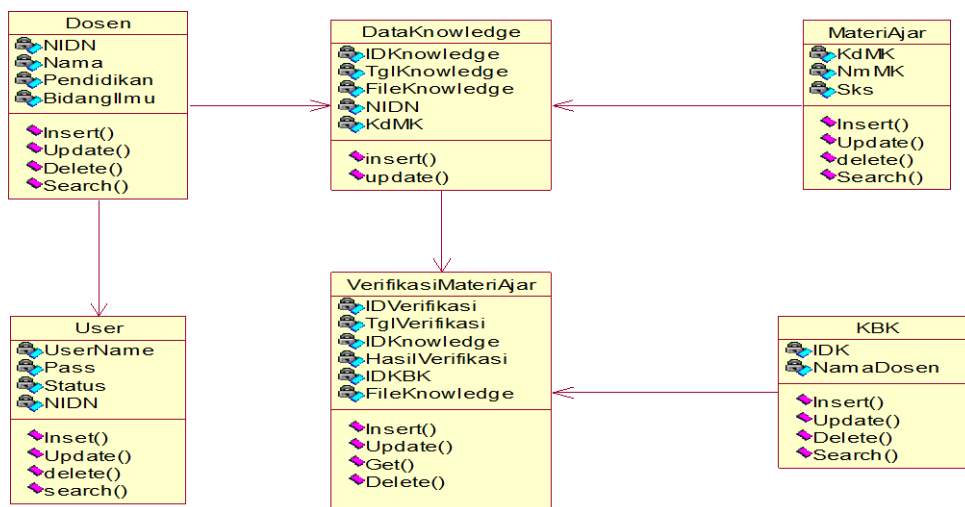 Dosen
NIDN
Nama
Pendidikan
BidangIlmu
Insert()
Update()
Delete()
Search()
DataKnowledge
IDKnowledge
TglKnowledge
FileKnowledge
NIDN
KdMK
insert()
update()
MateriAjar
KdMK
NmMK
Sks
Insert()
Update()
delete()
Search()
User
UserName
Pass
Status
NIDN
Inset()
Update()
delete()
search()
VerifikasiMateriAjar
IDVerifikasi
TglVerifikasi
IDKnowledge
HasilVerifikasi
IDKBK
FileKnowledge
Insert()
Update()
Get()
Delete()
KBK
IDK
NamaDosen
Insert()
Update()
Delete()
Search()